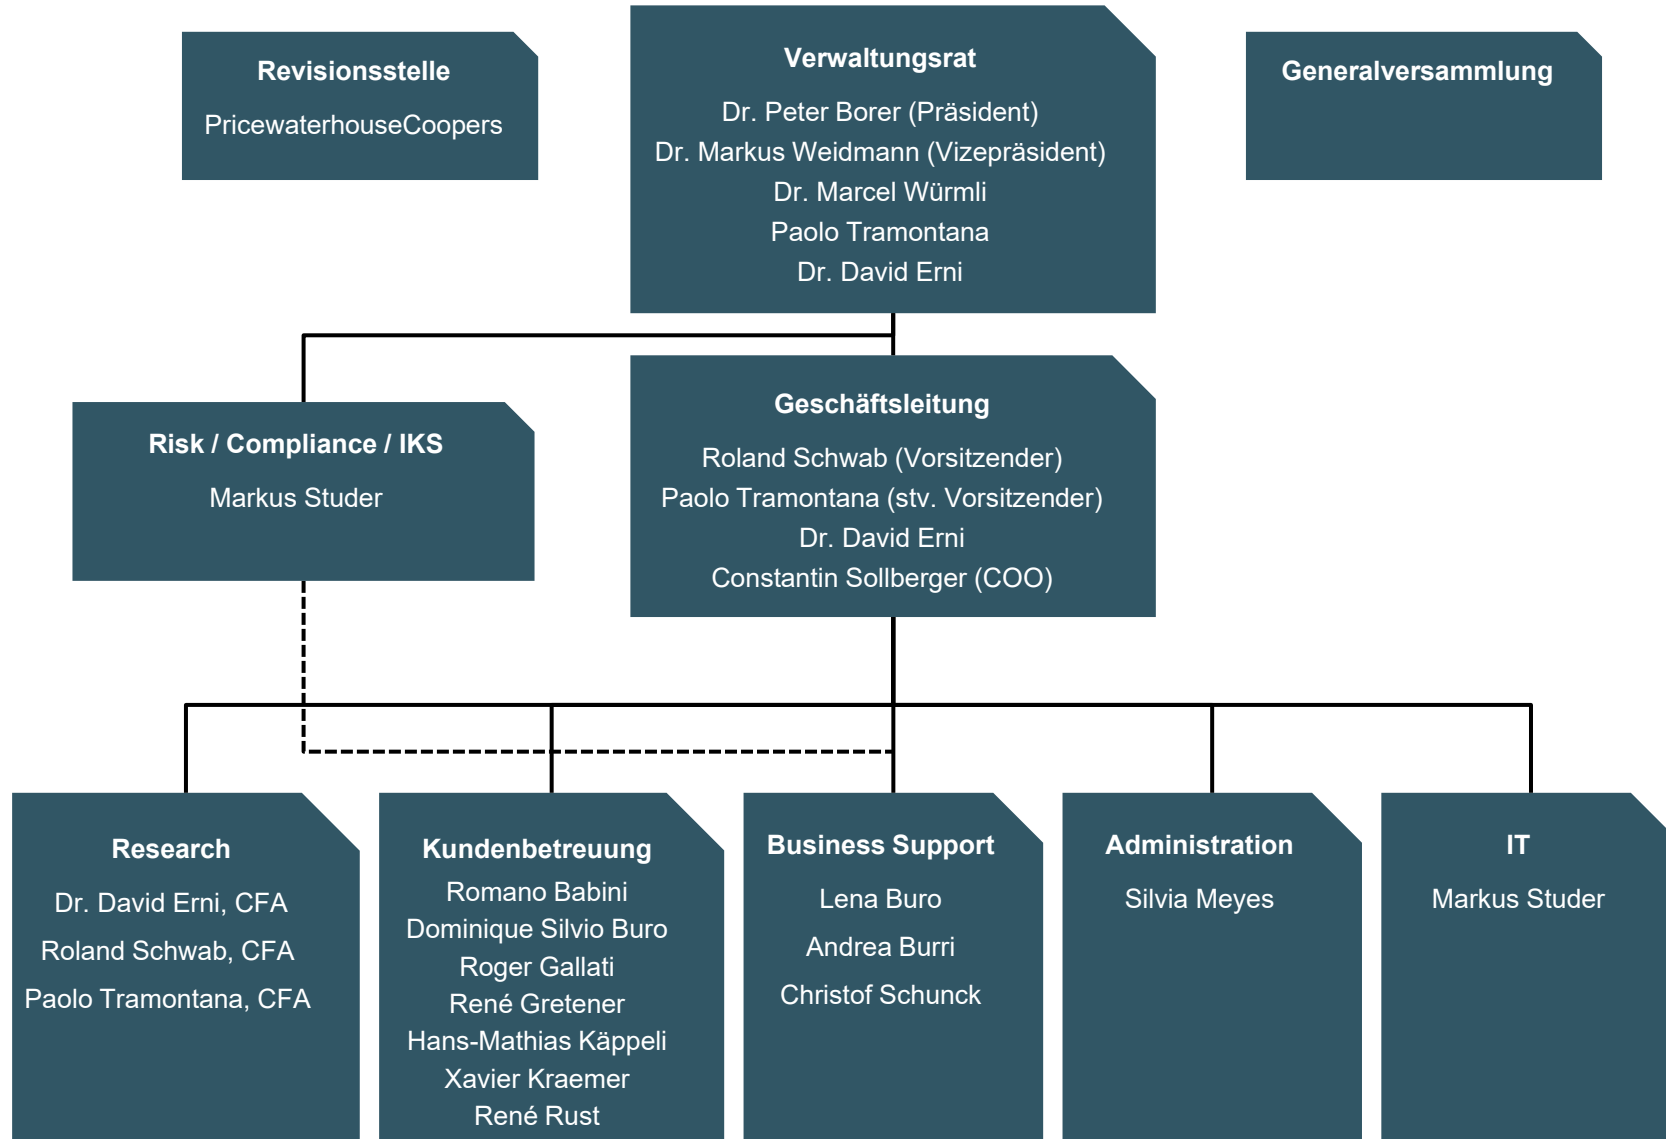 Revisionsstelle
PricewaterhouseCoopers
Verwaltungsrat
Dr. Peter Borer (Präsident)
Dr. Markus Weidmann (Vizepräsident)
Dr. Marcel Würmli
Paolo Tramontana
Dr. David Erni
Generalversammlung
Risk / Compliance / IKS
Markus Studer
Geschäftsleitung
Roland Schwab (Vorsitzender)
Paolo Tramontana (stv. Vorsitzender)
Dr. David Erni
Constantin Sollberger (COO)
Research
Dr. David Erni, CFA
Roland Schwab, CFA
Paolo Tramontana, CFA
Kundenbetreuung
Romano Babini
Dominique Silvio Buro
Roger Gallati
René Gretener
Hans-Mathias Käppeli
Xavier Kraemer
René Rust
Business Support
Lena Buro
Andrea Burri
Christof Schunck
Administration
Silvia Meyes
IT
Markus Studer